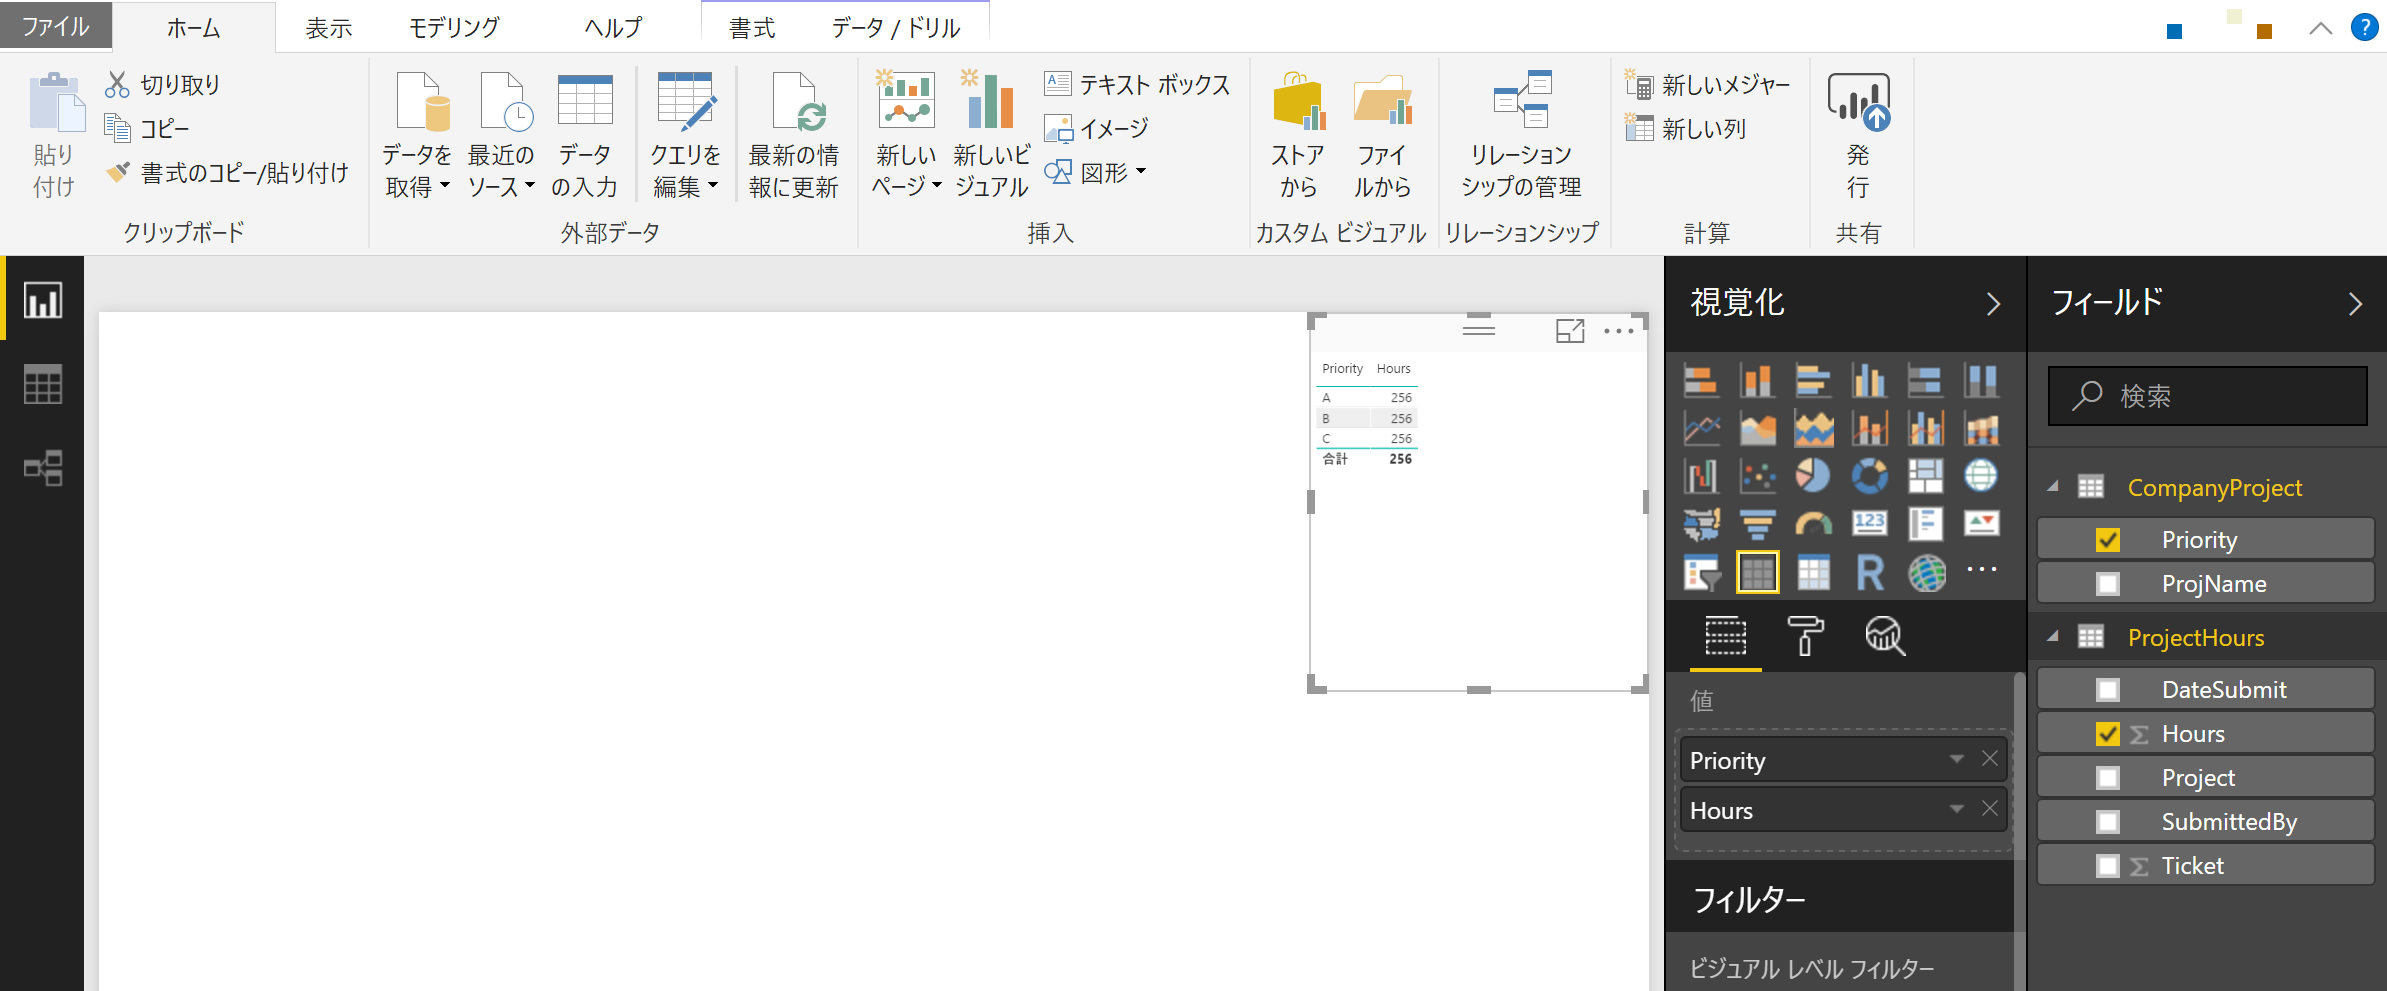 ファイル ホーム 表示 モデリング ヘルプ 書式 データ / ドリル ?
貼り
付け
切り取り
コピー
書式のコピー/貼り付け
クリップボード
データを
取得
最近の
ソース
データ
の入力
クエリを
編集
最新の情
報に更新
外部データ
新しい
ページ
新しいビ
ジュアル
テキスト ボックス
イメージ
図形
挿入
ストア
から
ファイ
ルから
カスタム ビジュアル
リレーション
シップの管理
リレーションシップ
新しいメジャー
新しい列
計算
発
行
共有
Priority Hours
A 256
B 256
C 256
合計 256
視覚化
123
R
値
Priority
Hours
フィルター
ビジュアル レベル フィルター
フィールド
検索
CompanyProject
Priority
ProjName
ProjectHours
DateSubmit
Σ Hours
Project
SubmittedBy
Σ Ticket